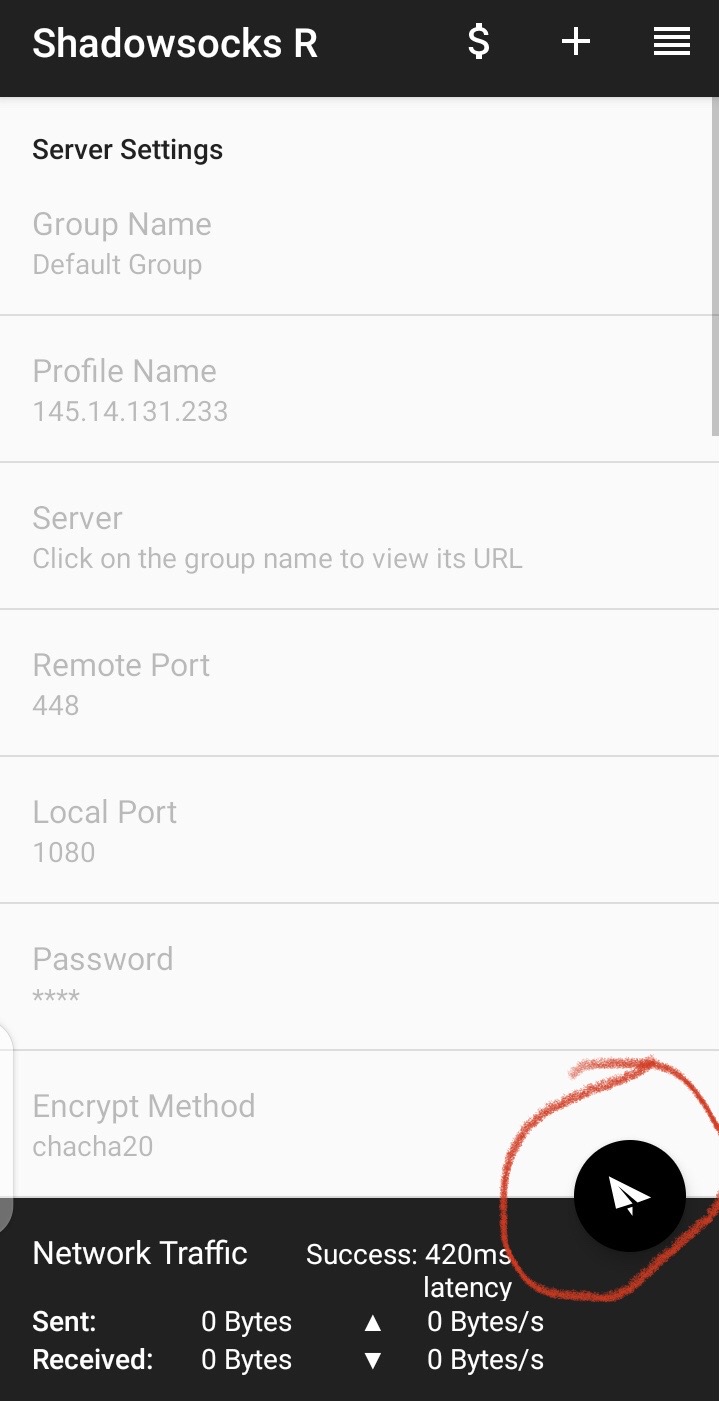 Shadowsocks R $ +
Server Settings
Group Name
Default Group
Profile Name
145.14.131.233
Server
Click on the group name to view its URL
Remote Port
448
Local Port
1080
Password
****
Encrypt Method
chacha20
Network Traffic Success: 420ms
latency
Sent: 0 Bytes ▲ 0 Bytes/s
Received: 0 Bytes ▼ 0 Bytes/s